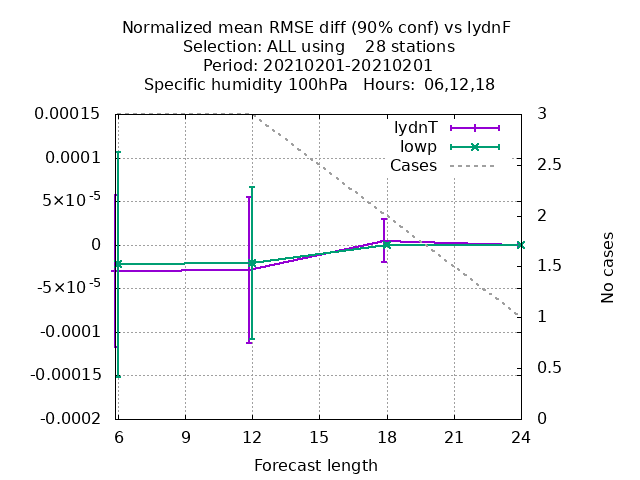 Normalized mean RMSE diff (90% conf) vs lydnF
Selection: ALL using    28 stations
Period: 20210201-20210201
Specific humidity 100hPa   Hours: 06,12,18
lydnT
lowp
Cases
0.00015
0.0001
5×10⁻⁵
0
-5×10⁻⁵
-0.0001
-0.00015
-0.0002
3
2.5
2
1.5
1
0.5
0
No cases
6
9
12
15
18
21
24
Forecast length